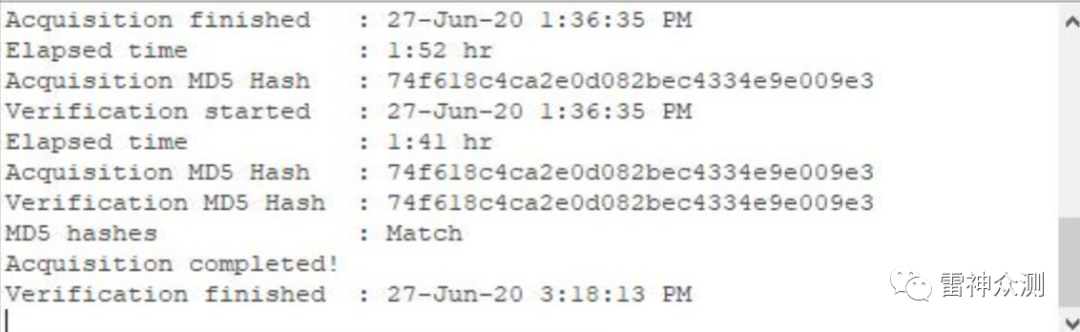 Acquisition finished : 27-Jun-20 1:36:35 PM
Elapsed time : 1:52 hr
Acquisition MD5 Hash : 74f618c4ca2e0d082bec4334e9e009e3
Verification started : 27-Jun-20 1:36:35 PM
Elapsed time : 1:41 hr
Acquisition MD5 Hash : 74f618c4ca2e0d082bec4334e9e009e3
Verification MD5 Hash : 74f618c4ca2e0d082bec4334e9e009e3
MD5 hashes : Match
Acquisition completed!
Verification finished : 27-Jun-20 3:18:13 PM
雷神众测